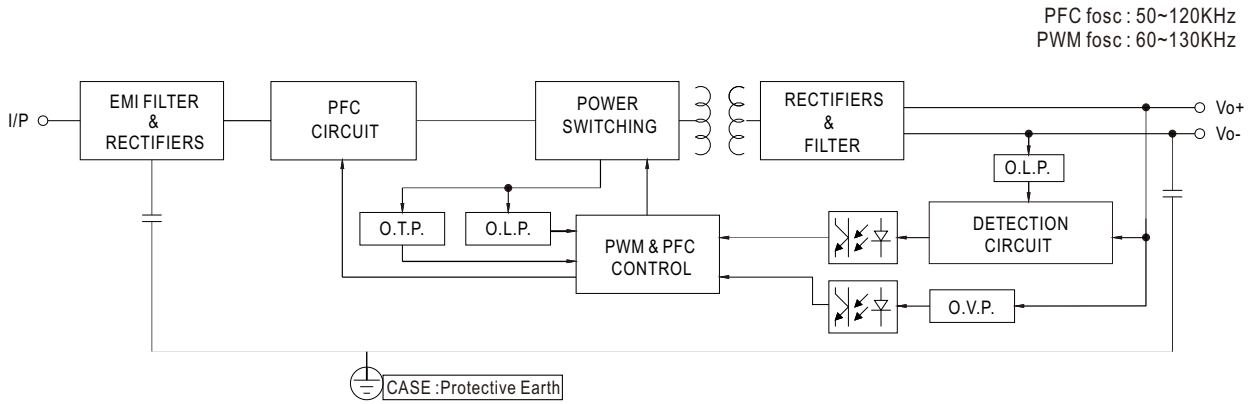 PFC fosc : 50~120KHz
PWM fosc : 60~130KHz
I/P
EMI FILTER
&
RECTIFIERS
PFC
CIRCUIT
POWER
SWITCHING
RECTIFIERS
&
FILTER
Vo+
Vo-
O.L.P.
O.T.P.
O.L.P.
PWM & PFC
CONTROL
DETECTION
CIRCUIT
O.V.P.
CASE :Protective Earth